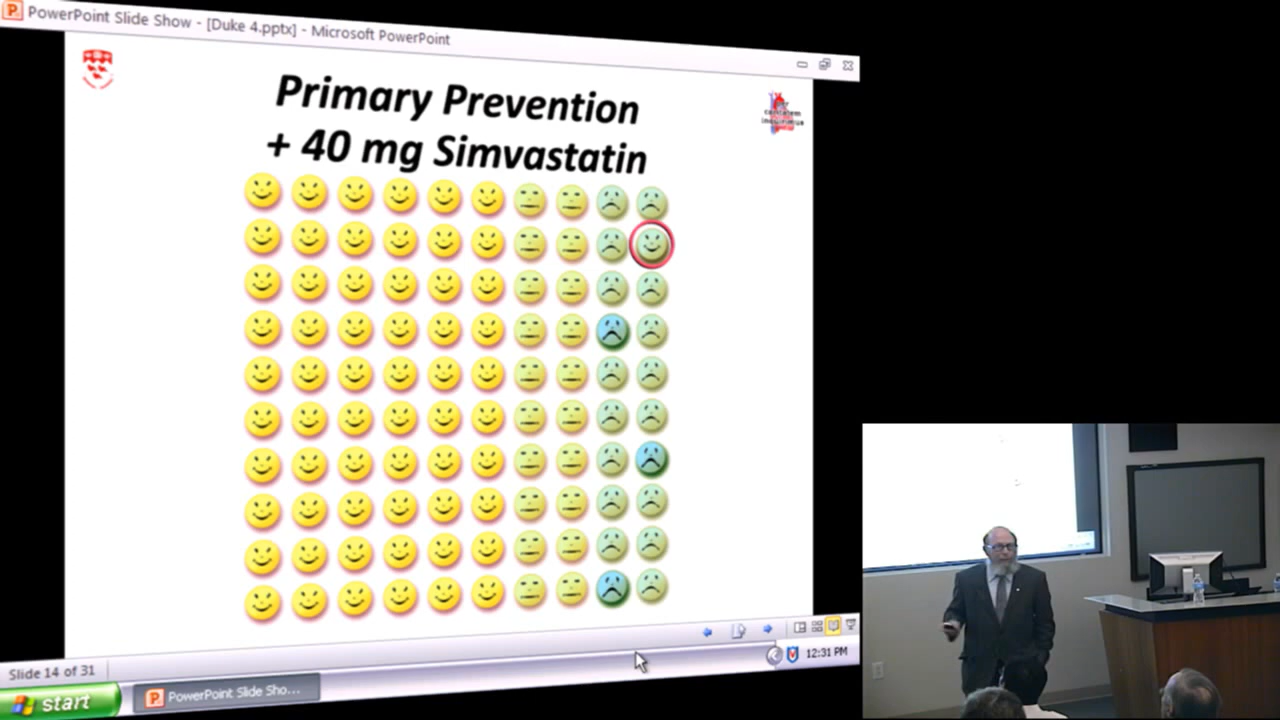 PowerPoint Slide Show - [Duke 4.pptx] - Microsoft PowerPoint
Primary Prevention
+ 40 mg Simvastatin
Slide 14 of 31
12:31 PM
start
PowerPoint Slide Sho...